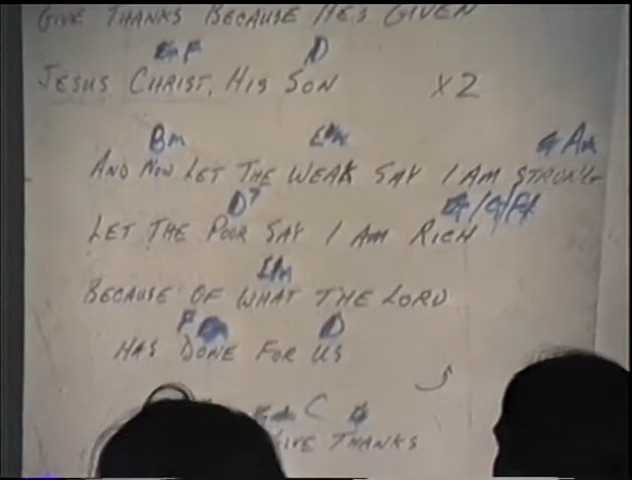 GIVE THANKS BECAUSE HE'S GIVEN
F D
JESUS CHRIST, HIS SON X2
Bm Em Am
AND NOW LET THE WEAK SAY I AM STRONG
D7
LET THE POOR SAY I AM RICH
Em
BECAUSE OF WHAT THE LORD
F D
HAS DONE FOR US
C
GIVE THANKS